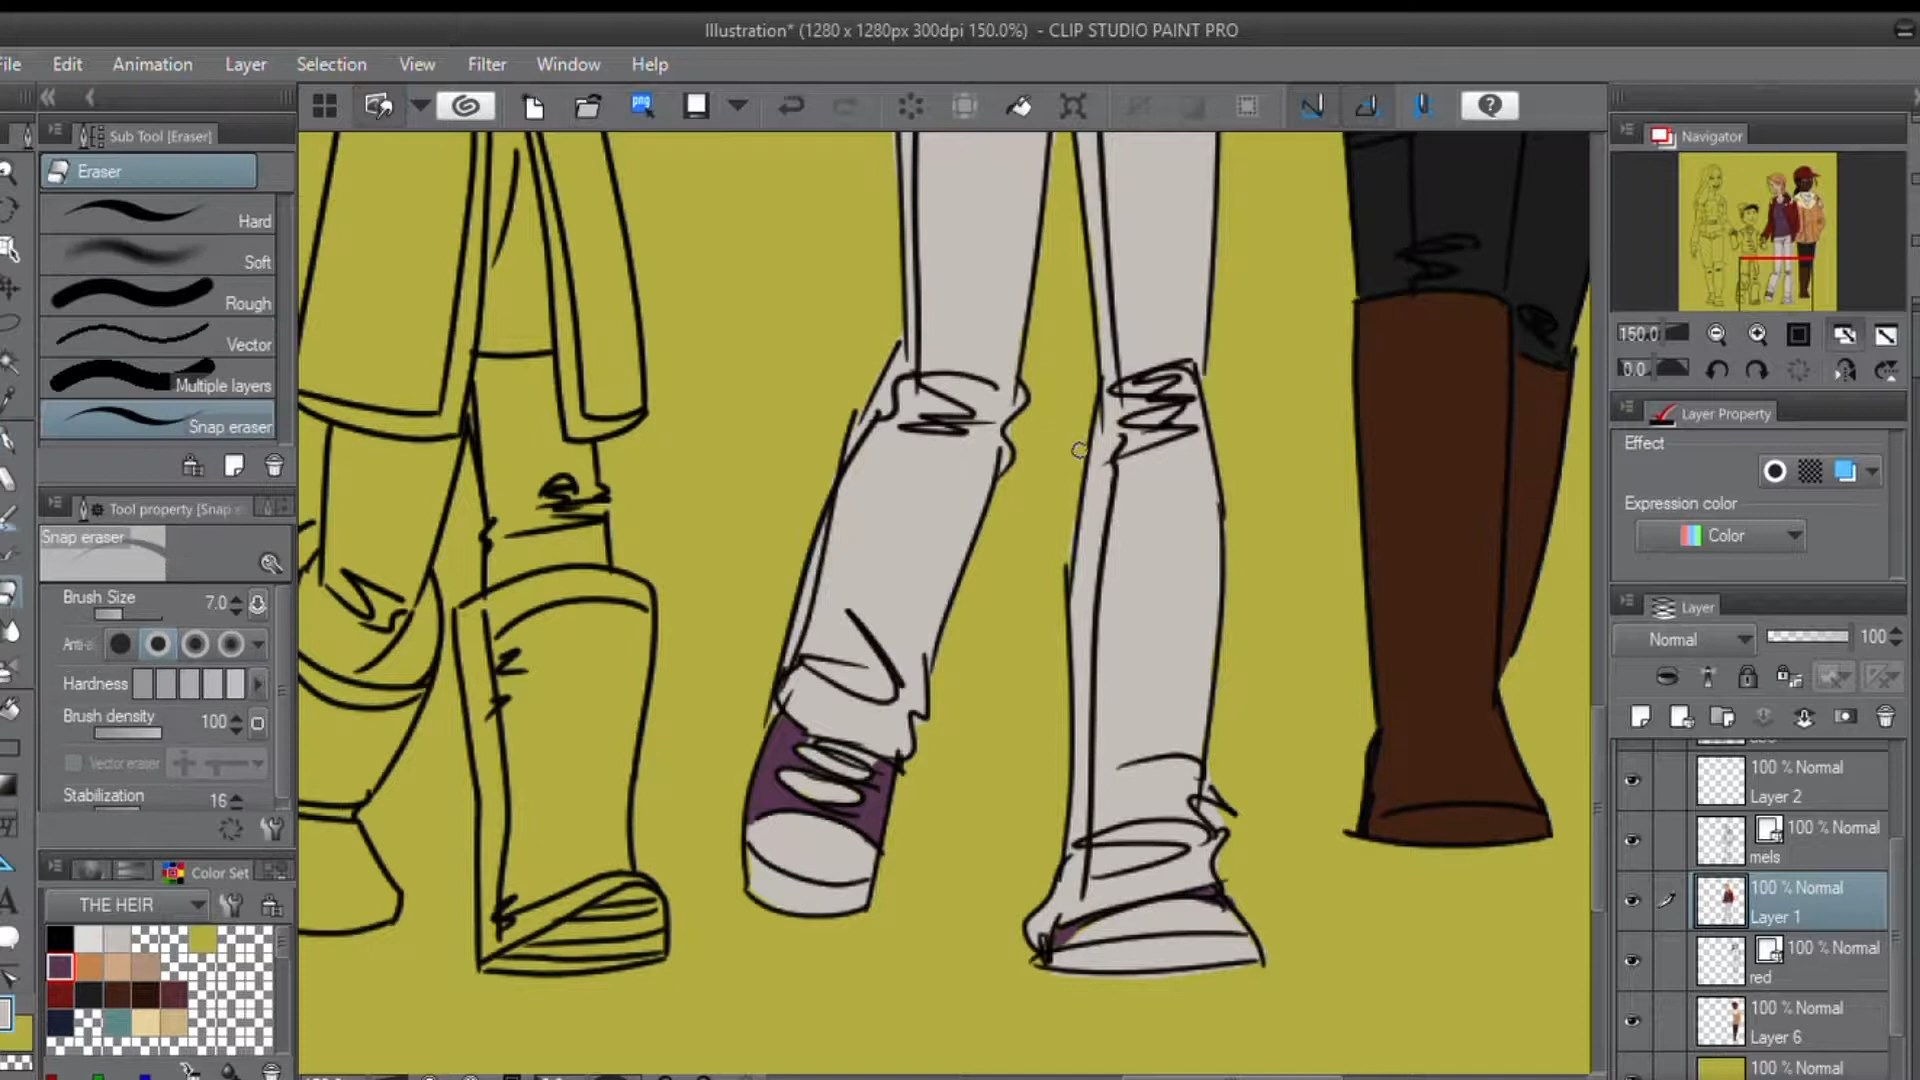 Illustration* (1280 x 1280px 300dpi 150.0%) - CLIP STUDIO PAINT PRO
File Edit Animation Layer Selection View Filter Window Help
Sub Tool [Eraser]
Eraser
Hard
Soft
Rough
Vector
Multiple layers
Snap eraser
Tool property [Snap e
Snap eraser
Brush Size 7.0
Anti-a
Hardness
Brush density 100
Vector eraser
Stabilization 16
Color Set
THE HEIR
png
Navigator
150.0
0.0
Layer Property
Effect
Expression color
Color
Layer
Normal 100
100 % Normal
Layer 2
100 % Normal
mels
100 % Normal
Layer 1
100 % Normal
red
100 % Normal
Layer 6
100 % Normal